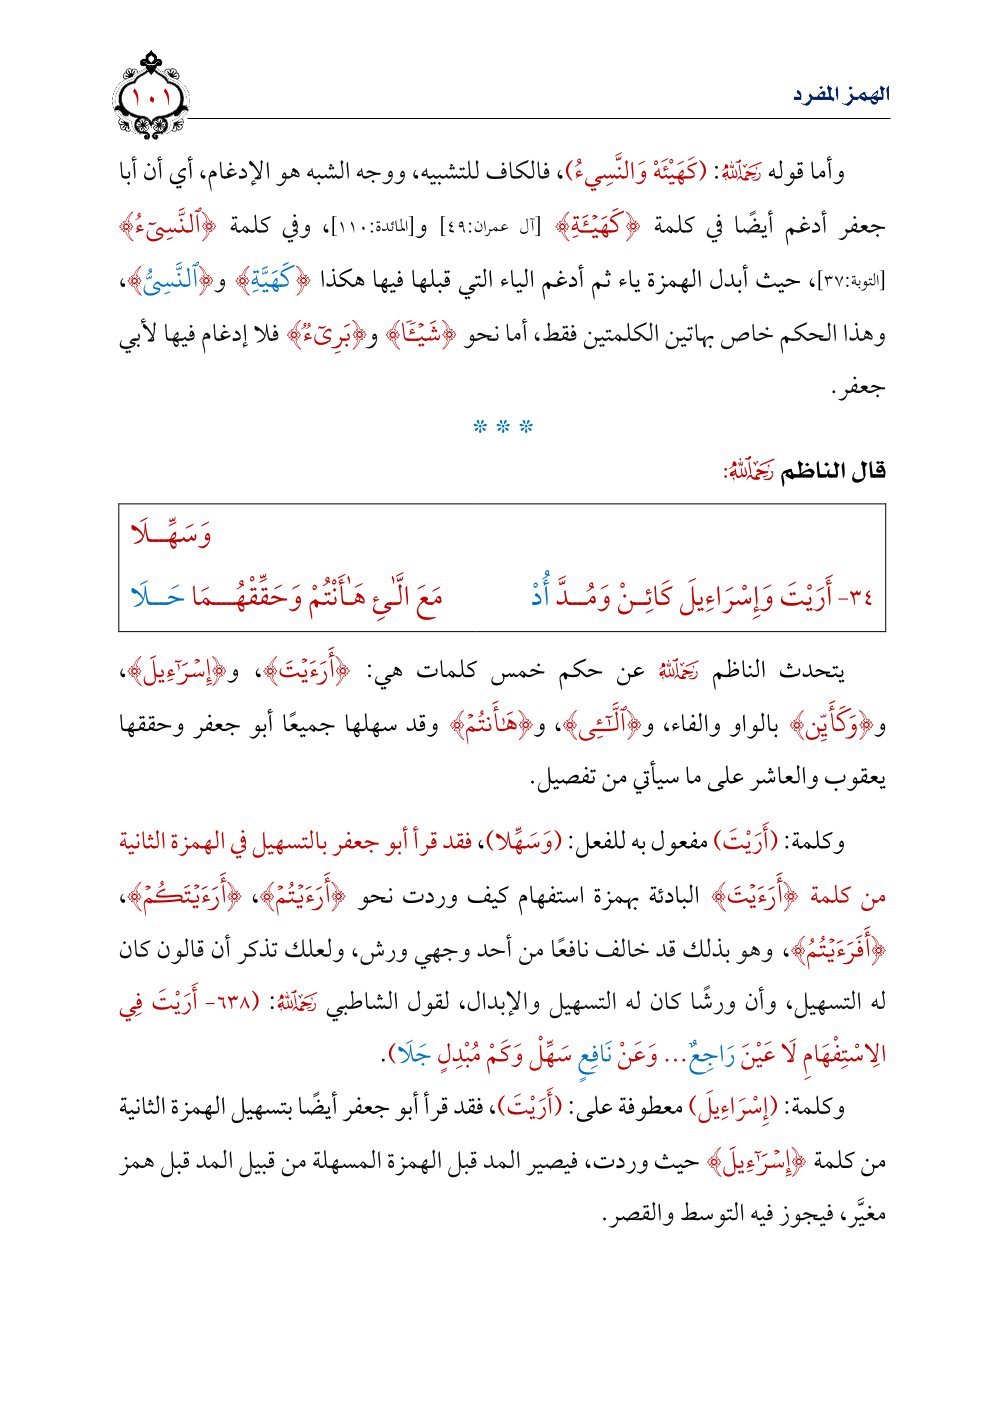 الهمز المفرد
١٠١
وأما قوله رَحِمَهُ ٱللَّهُ: (كَهَيْئَةْ وَالنَّسِيءُ)، فالكاف للتشبيه، ووجه الشبه هو الإدغام، أي أن أبا
جعفر أدغم أيضًا في كلمة ﴿كَهَيْـَٔةِ﴾ [آل عمران:٤٩] و[المائدة:١١٠]، وفي كلمة ﴿ٱلنَّسِىٓءُ﴾
[التوبة:٣٧]، حيث أبدل الهمزة ياء ثم أدغم الياء التي قبلها فيها هكذا ﴿كَهَيَّةِ﴾ و﴿ٱلنَّسِىُّ﴾،
وهذا الحكم خاص بهاتين الكلمتين فقط، أما نحو ﴿شَيْـًٔا﴾ و﴿بَرِىٓءٌ﴾ فلا إدغام فيها لأبي
جعفر.
* * *
قال الناظم رَحِمَهُ ٱللَّهُ:
وَسَهِّـــلَا
٣٤- أَرَيْتَ وَإِسْرَاءِيلَ كَائِـنْ وَمُــدَّ أُدْ مَعَ الَّـٰئِ هَـٰأَنْتُمْ وَحَقِّقْهُـــمَا حَــلَا
يتحدث الناظم رَحِمَهُ ٱللَّهُ عن حكم خمس كلمات هي: ﴿أَرَءَيْتَ﴾، و﴿إِسْرَـٰٓءِيلَ﴾،
و﴿وَكَأَيِّن﴾ بالواو والفاء، و﴿ٱلَّـٰٓـِٔى﴾، و﴿هَـٰٓأَنتُمْ﴾ وقد سهلها جميعًا أبو جعفر وحققها
يعقوب والعاشر على ما سيأتي من تفصيل.
وكلمة: (أَرَيْتَ) مفعول به للفعل: (وَسَهِّلا)، فقد قرأ أبو جعفر بالتسهيل في الهمزة الثانية
من كلمة ﴿أَرَءَيْتَ﴾ البادئة بهمزة استفهام كيف وردت نحو ﴿أَرَءَيْتُمْ﴾، ﴿أَرَءَيْتَكُمْ﴾،
﴿أَفَرَءَيْتُمُ﴾، وهو بذلك قد خالف نافعًا من أحد وجهي ورش، ولعلك تذكر أن قالون كان
له التسهيل، وأن ورشًا كان له التسهيل والإبدال، لقول الشاطبي رَحِمَهُ ٱللَّهُ: (٦٣٨- أَرَيْتَ فِي
الِاسْتِفْهَامِ لَا عَيْنَ رَاجِعٌ... وَعَنْ نَافِعٍ سَهِّلْ وَكَمْ مُبْدِلٍ جَلَا).
وكلمة: (إِسْرَاءِيلَ) معطوفة على: (أَرَيْتَ)، فقد قرأ أبو جعفر أيضًا بتسهيل الهمزة الثانية
من كلمة ﴿إِسْرَـٰٓءِيلَ﴾ حيث وردت، فيصير المد قبل الهمزة المسهلة من قبيل المد قبل همز
مغيَّر، فيجوز فيه التوسط والقصر.